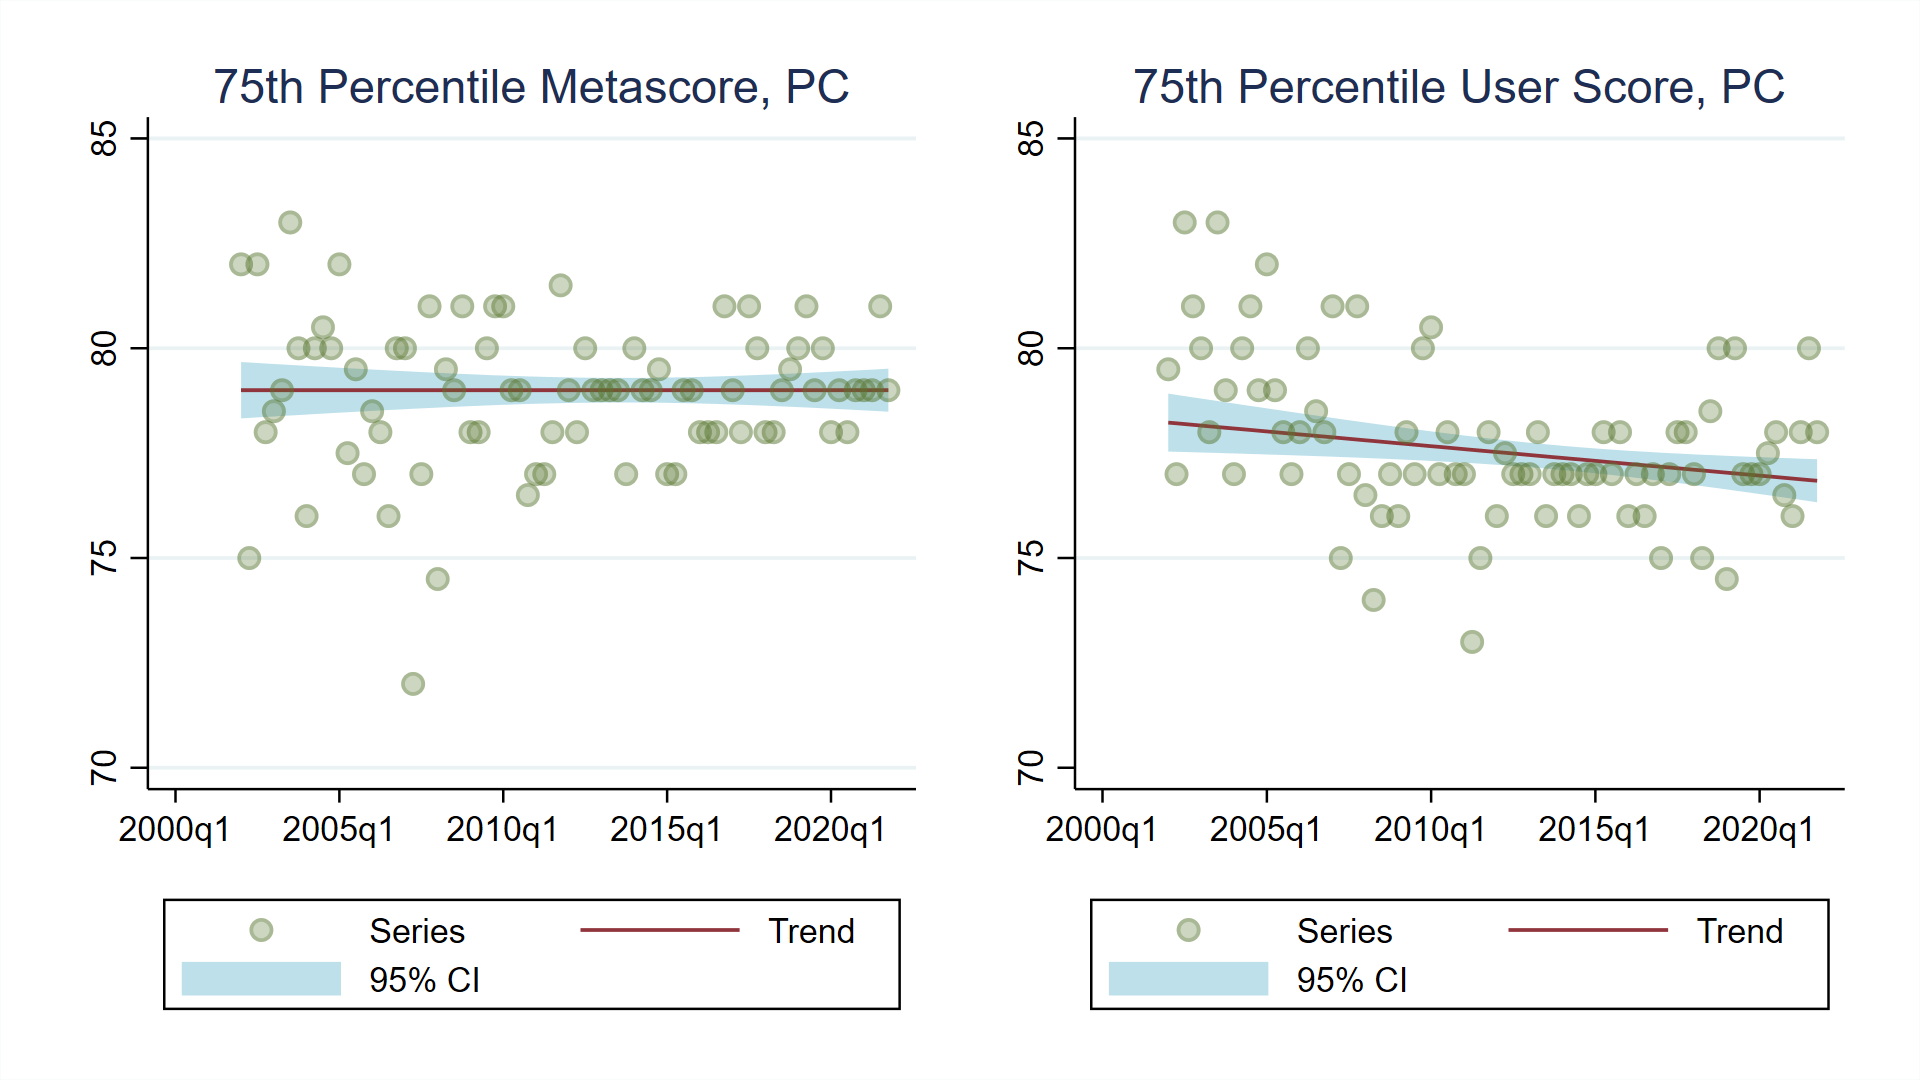 75th Percentile Metascore, PC
85
80
75
70
2000q1 2005q1 2010q1 2015q1 2020q1
Series Trend
95% CI
75th Percentile User Score, PC
85
80
75
70
2000q1 2005q1 2010q1 2015q1 2020q1
Series Trend
95% CI